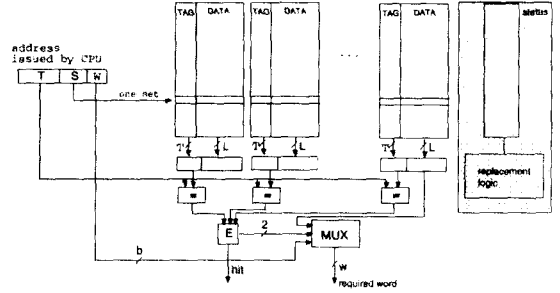 TAG DATA TAG DATA TAG DATA status
address
issued by CPU
T S W
one set
T L T L T L
= = =
replacement
logic
E 2 MUX
b
hit
w
required word